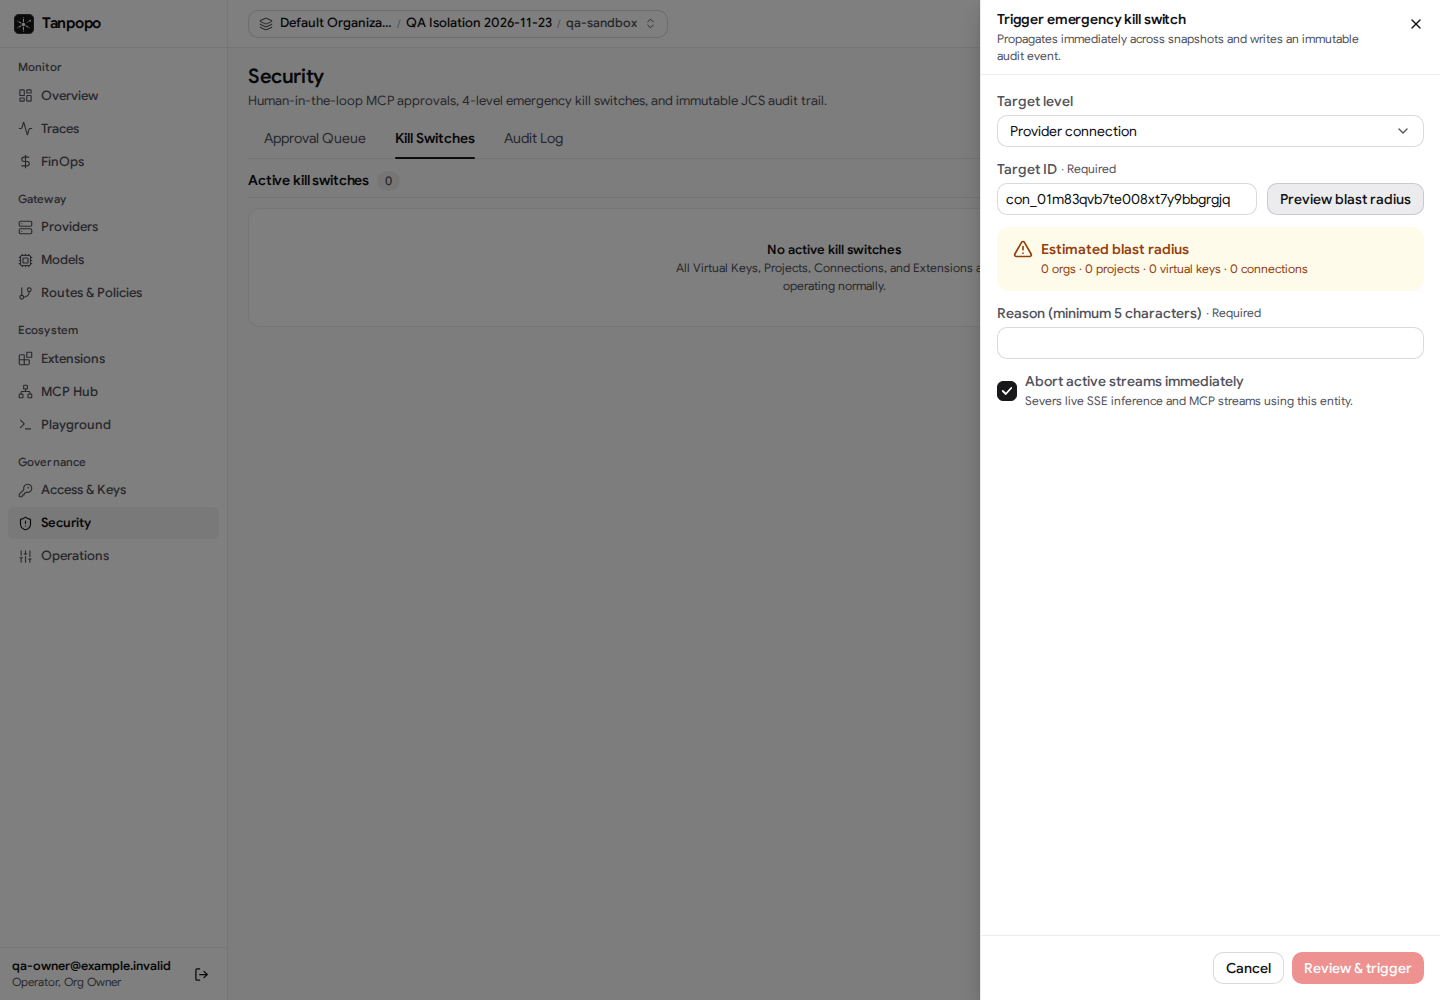 Tanpopo
Monitor
Overview
Traces
FinOps
Gateway
Providers
Models
Routes & Policies
Ecosystem
Extensions
MCP Hub
Playground
Governance
Access & Keys
Security
Operations
qa-owner@example.invalid
Operator, Org Owner
Default Organiza... / QA Isolation 2026-11-23 / qa-sandbox
Security
Human-in-the-loop MCP approvals, 4-level emergency kill switches, and immutable JCS audit trail.
Approval Queue
Kill Switches
Audit Log
Active kill switches 0
No active kill switches
All Virtual Keys, Projects, Connections, and Extensions
operating normally.
Trigger emergency kill switch
Propagates immediately across snapshots and writes an immutable
audit event.
Target level
Provider connection
Target ID · Required
con_01m83qvb7te008xt7y9bbgrgjq
Preview blast radius
Estimated blast radius
0 orgs · 0 projects · 0 virtual keys · 0 connections
Reason (minimum 5 characters) · Required
Abort active streams immediately
Severs live SSE inference and MCP streams using this entity.
Cancel
Review & trigger